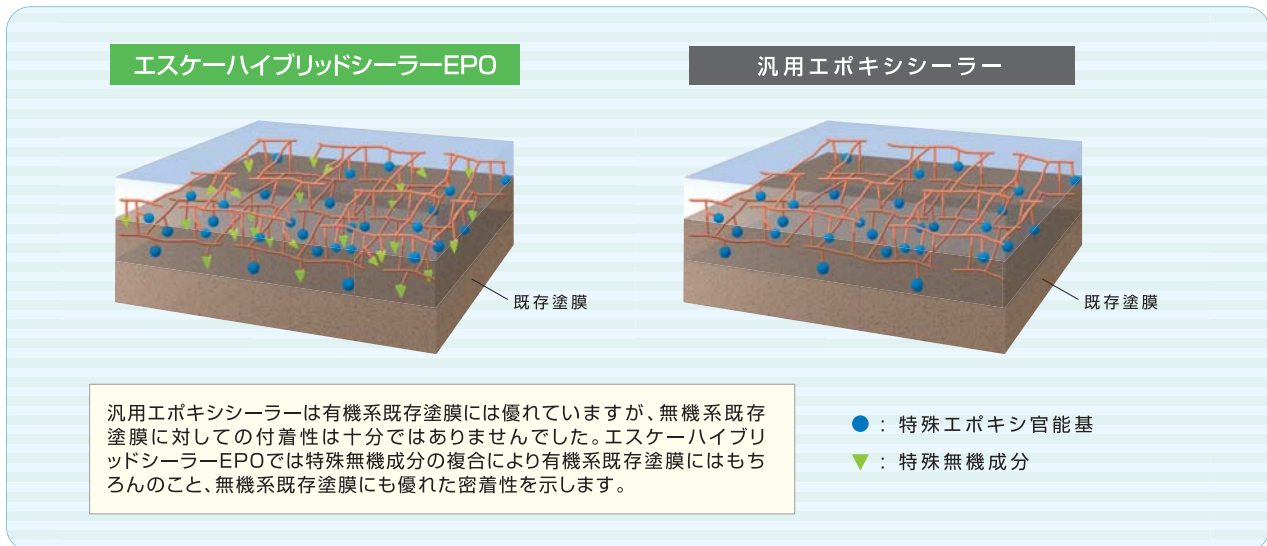 エスケーハイブリッドシーラーEPO
汎用エポキシシーラー
既存塗膜
既存塗膜
汎用エポキシシーラーは有機系既存塗膜には優れていますが、無機系既存
塗膜に対しての付着性は十分ではありませんでした。エスケーハイブリ
ッドシーラーEPOでは特殊無機成分の複合により有機系既存塗膜にはもち
ろんのこと、無機系既存塗膜にも優れた密着性を示します。
● : 特殊エポキシ官能基
▼ : 特殊無機成分